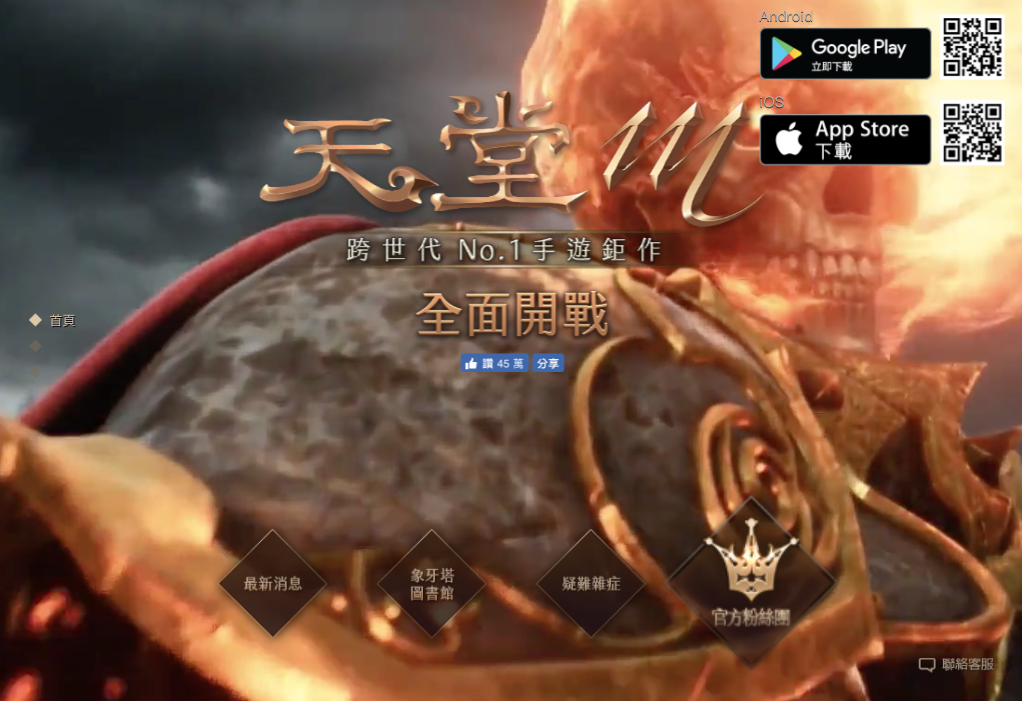 Android
Google Play
立即下載
iOS
App Store
下載
天堂M
跨世代 No.1手遊鉅作
全面開戰
讚 45 萬
分享
首頁
最新消息
象牙塔
圖書館
疑難雜症
官方粉絲團
聯絡客服